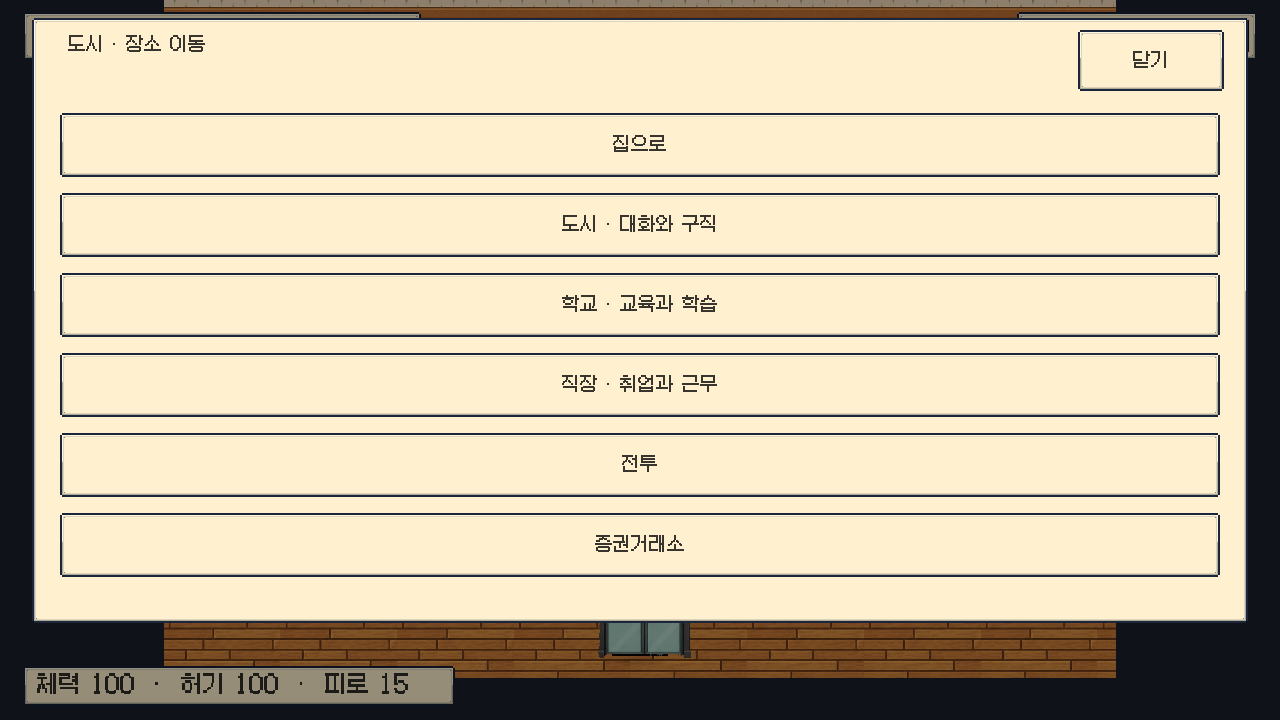 도시 · 장소 이동
닫기
집으로
도시 · 대화와 구직
학교 · 교육과 학습
직장 · 취업과 근무
전투
증권거래소
체력 100 · 허기 100 · 피로 15